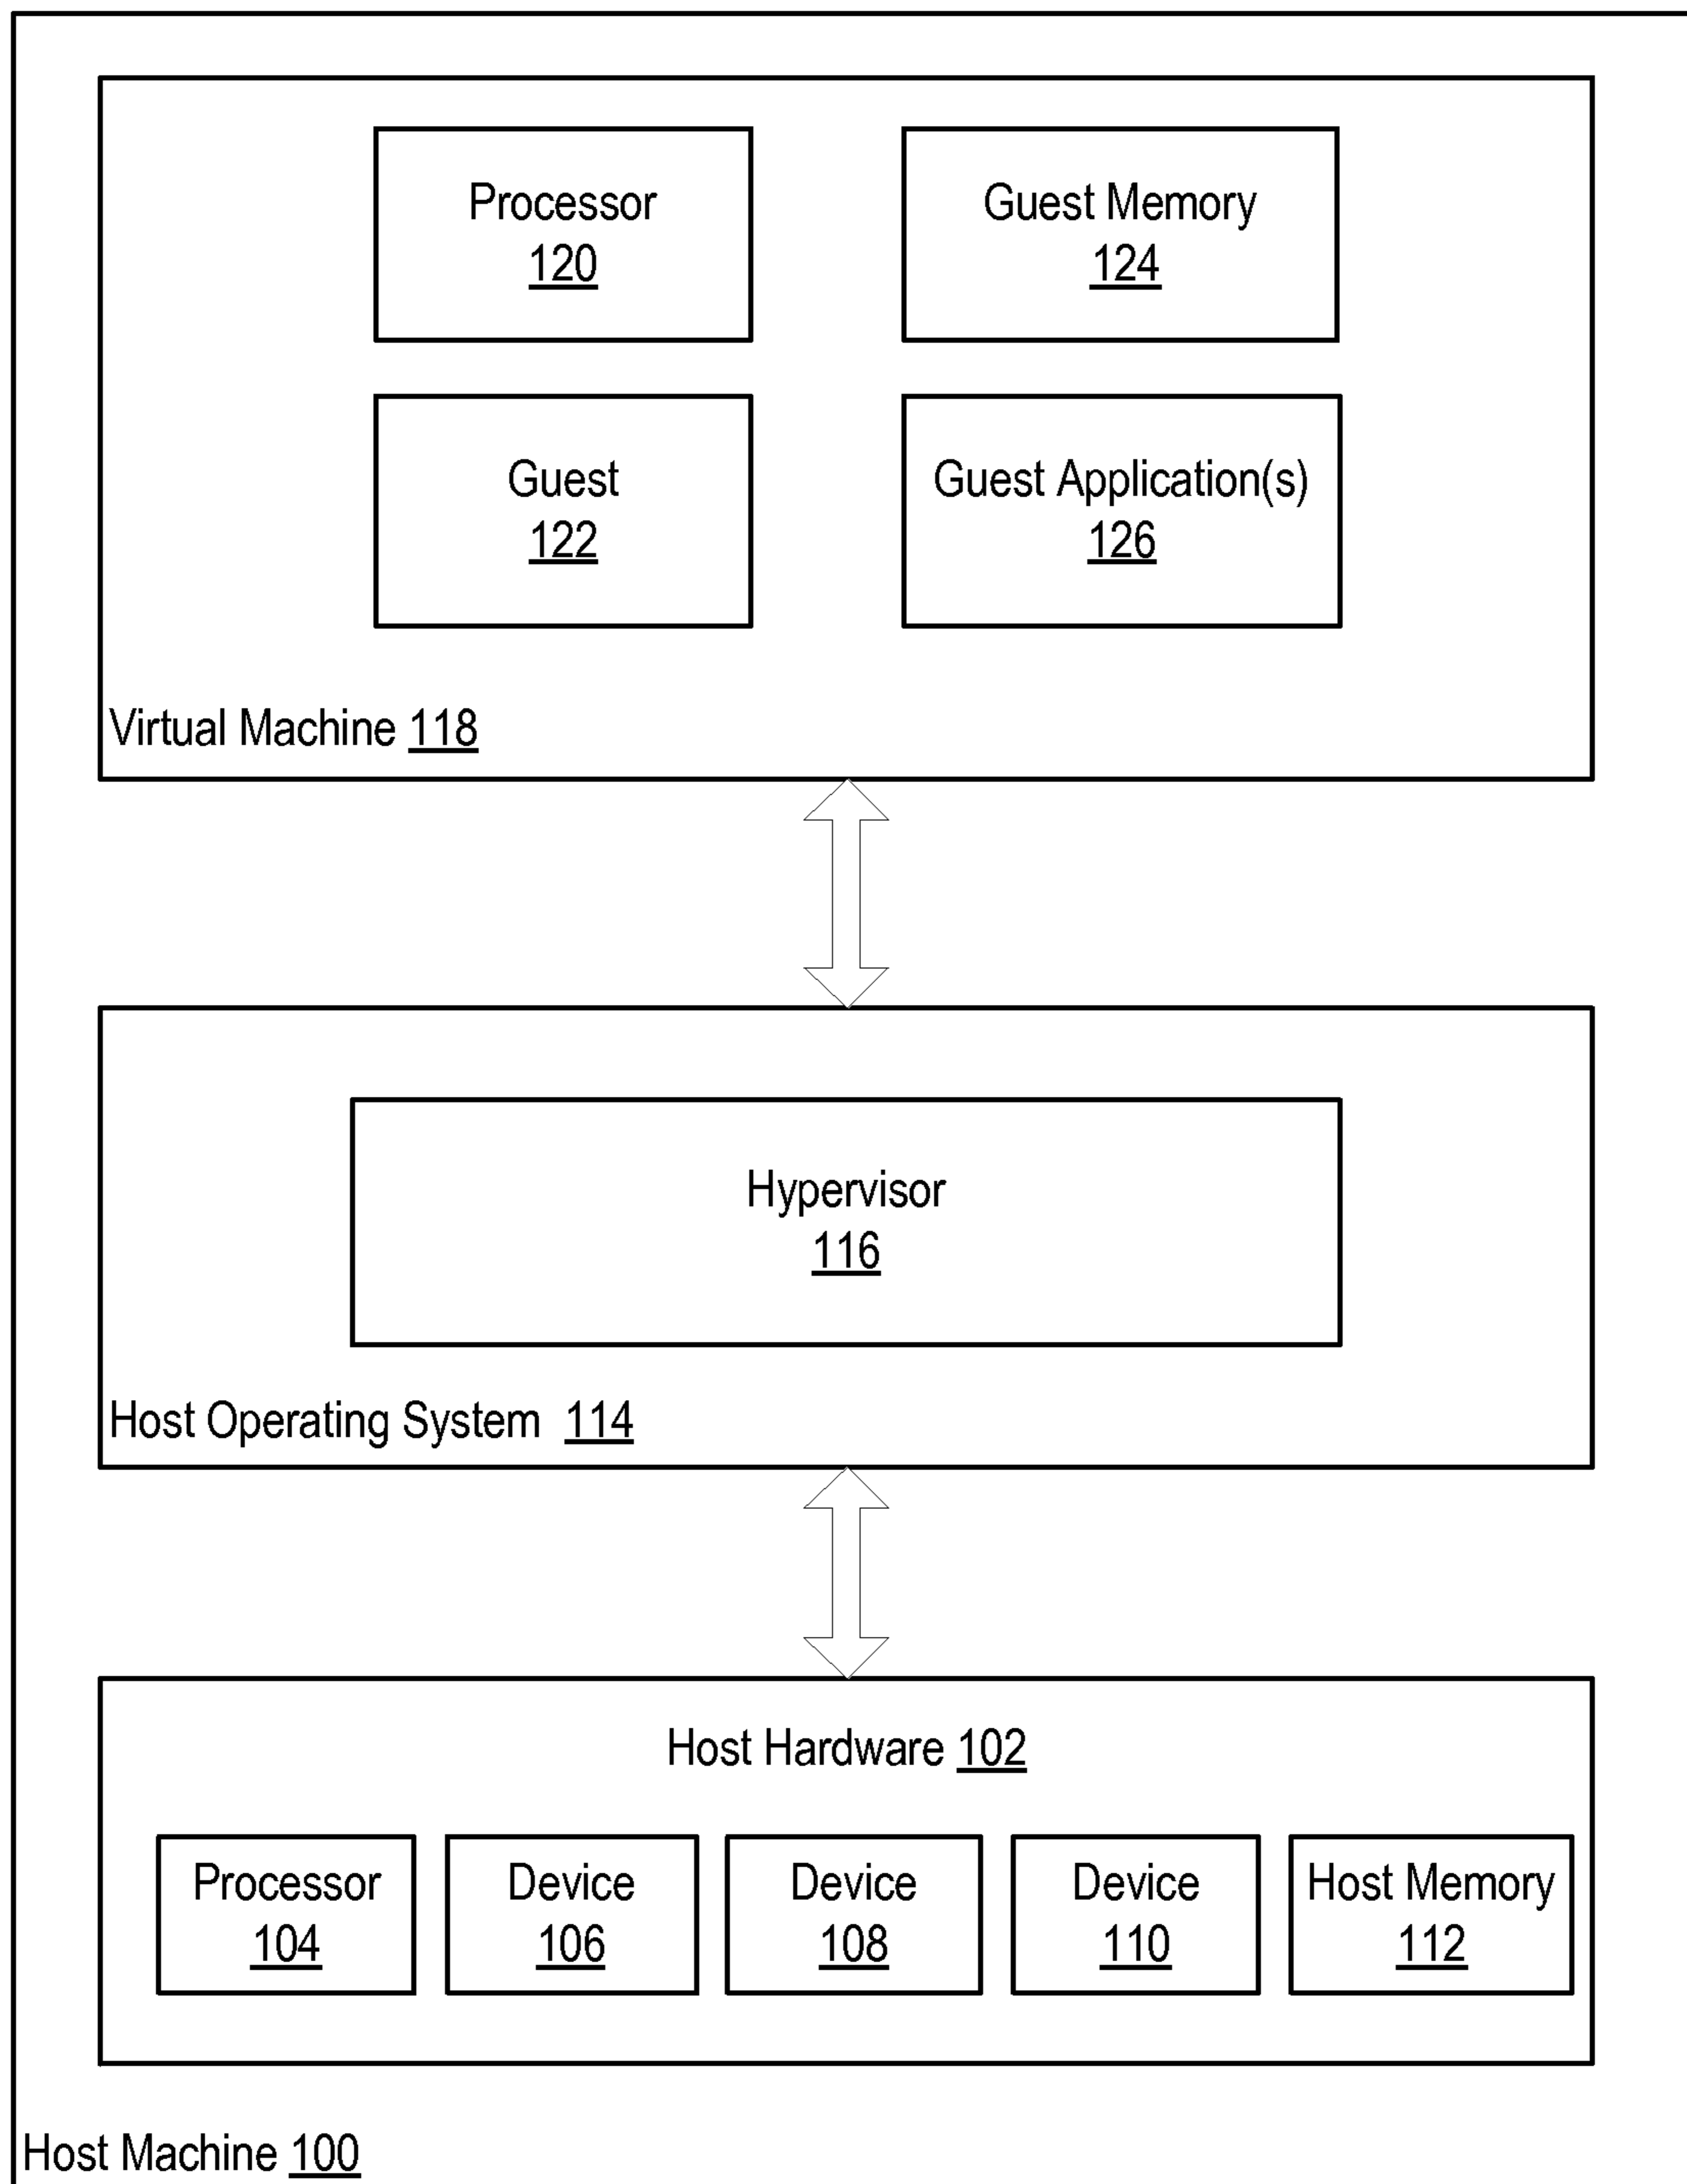 Processor
120
Guest Memory
124
Guest
122
Guest Application(s)
126
Virtual Machine 118
Hypervisor
116
Host Operating System 114
Host Hardware 102
Processor
104
Device
106
Device
108
Device
110
Host Memory
112
Host Machine 100